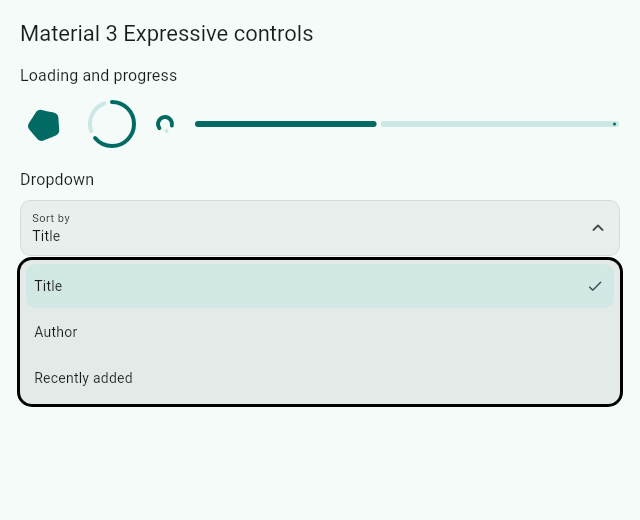 Material 3 Expressive controls
Loading and progress
Dropdown
Sort by
Title
Title
Author
Recently added